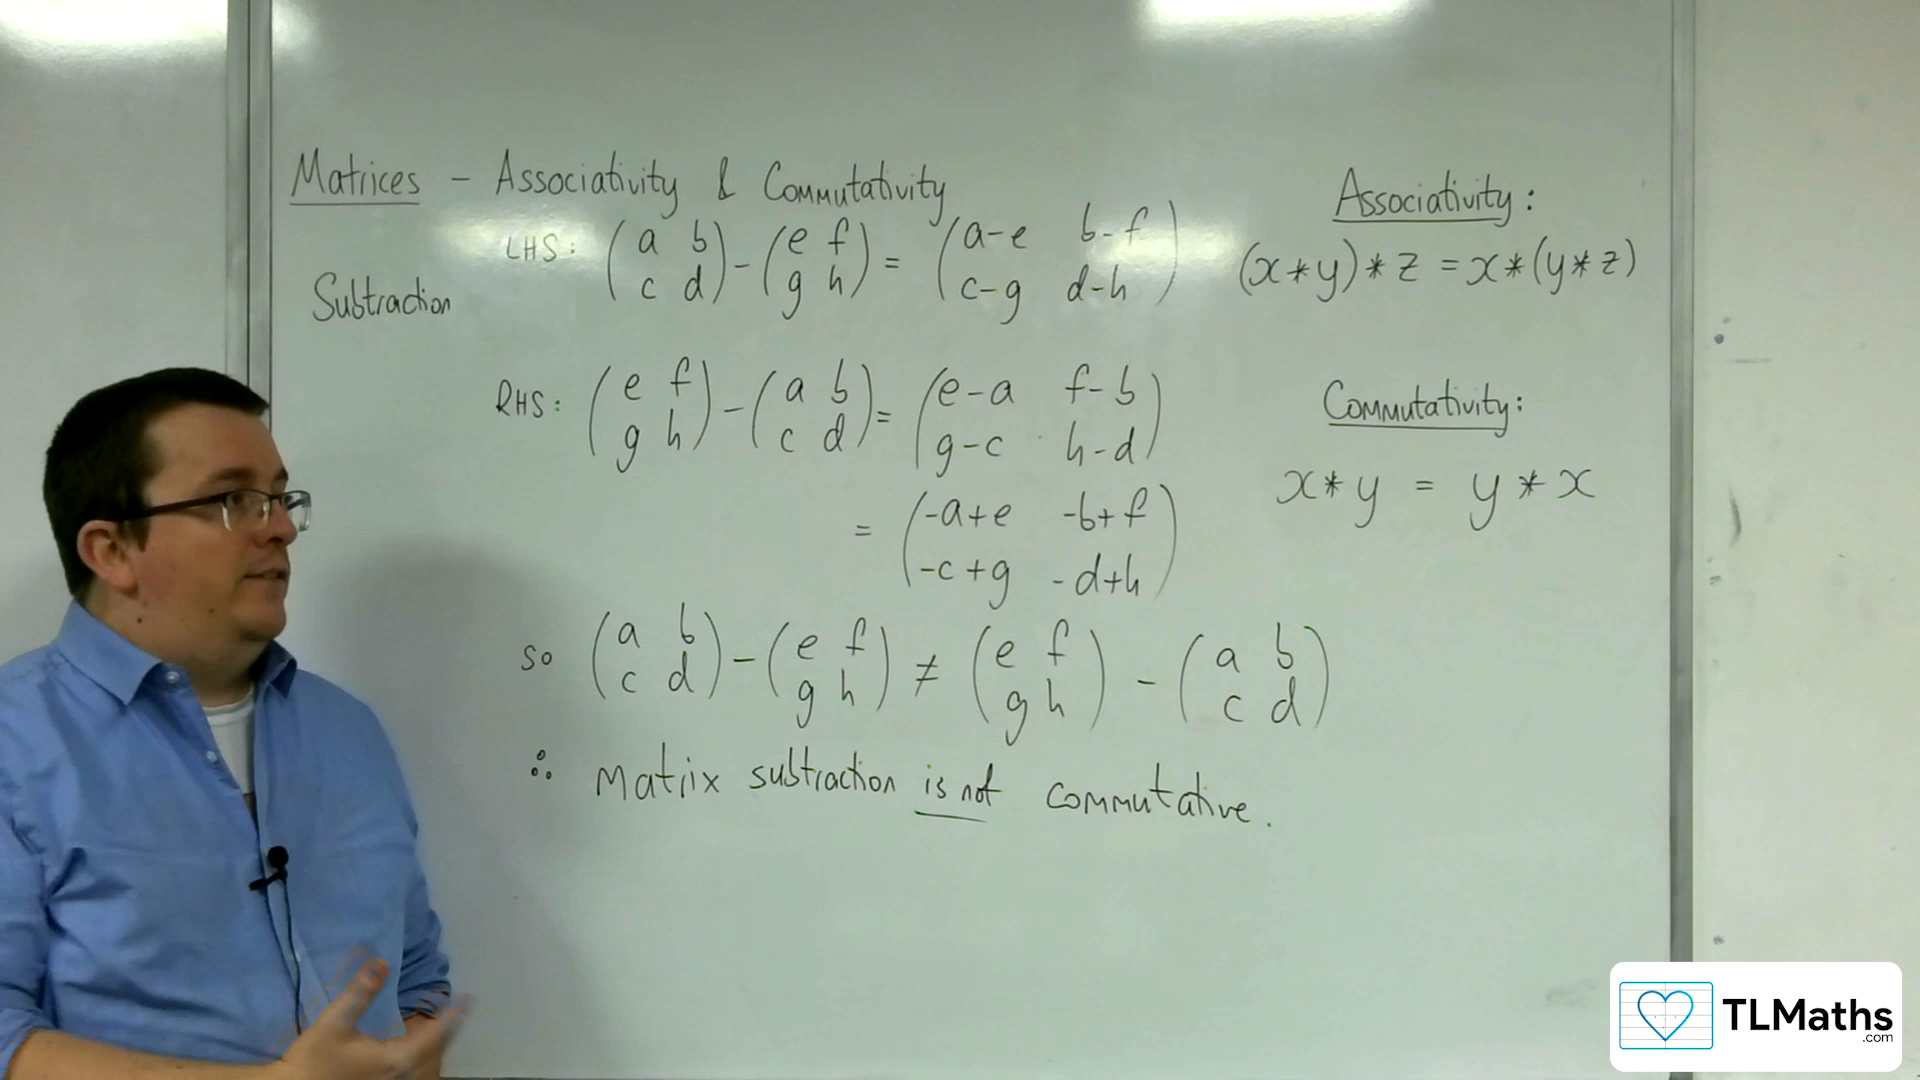 Matrices - Associativity & Commutativity
Subtraction
LHS: (a b / c d) - (e f / g h) = (a-e b-f / c-g d-h)
RHS: (e f / g h) - (a b / c d) = (e-a f-b / g-c h-d)
= (-a+e -b+f / -c+g -d+h)
so (a b / c d) - (e f / g h) ≠ (e f / g h) - (a b / c d)
∴ Matrix subtraction is not commutative.
Associativity:
(x*y)*z = x*(y*z)
Commutativity:
x*y = y*x
TLMaths
.com